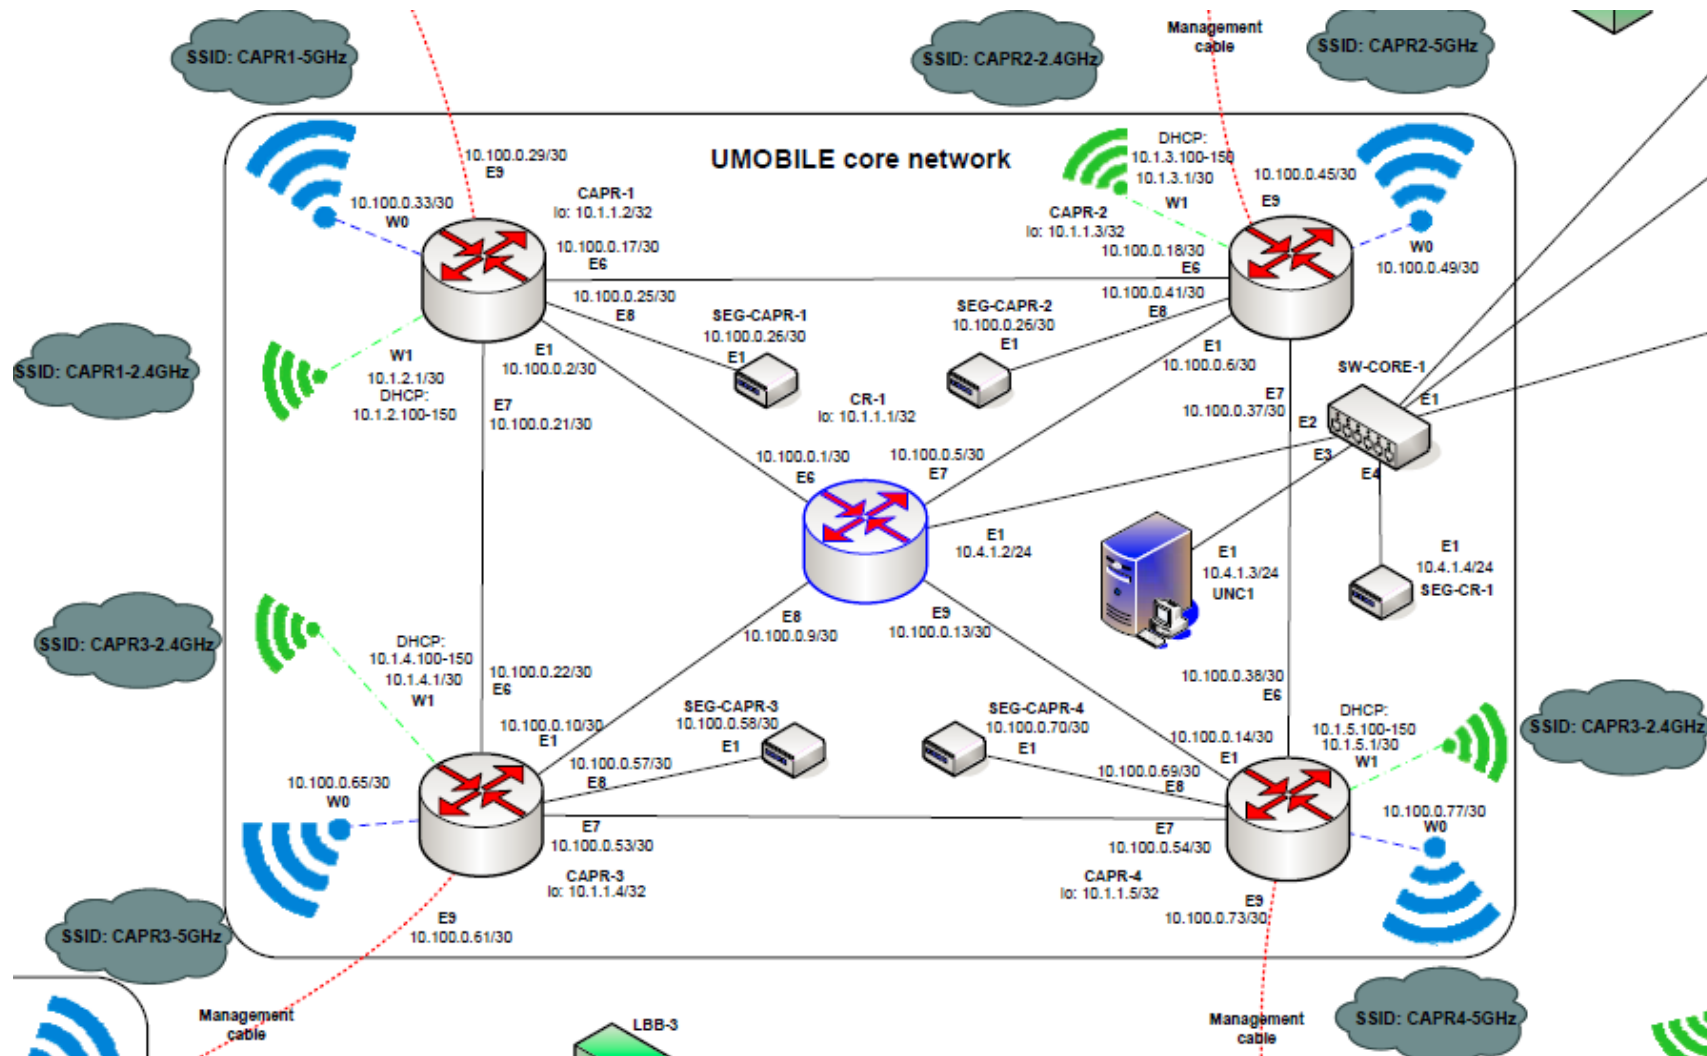 SSID: CAPR1-5GHz
SSID: CAPR2-2.4GHz
Management
cable
SSID: CAPR2-5GHz
UMOBILE core network
10.100.0.29/30
E9
10.100.0.33/30
W0
CAPR-1
lo: 10.1.1.2/32
10.100.0.17/30
E6
10.100.0.25/30
E8
SEG-CAPR-1
10.100.0.26/30
E1
E1
10.100.0.2/30
E7
10.100.0.21/30
SSID: CAPR1-2.4GHz
W1
10.1.2.1/30
DHCP:
10.1.2.100-150
DHCP:
10.1.3.100-150
10.1.3.1/30
W1
10.100.0.45/30
E9
CAPR-2
lo: 10.1.1.3/32
10.100.0.18/30
E6
10.100.0.41/30
E8
W0
10.100.0.49/30
SEG-CAPR-2
10.100.0.26/30
E1
E1
10.100.0.6/30
E7
10.100.0.37/30
SW-CORE-1
E1
E2
E3
E4
CR-1
lo: 10.1.1.1/32
10.100.0.1/30
E6
10.100.0.5/30
E7
E1
10.4.1.2/24
E1
10.4.1.3/24
UNC1
E1
10.4.1.4/24
SEG-CR-1
E8
10.100.0.9/30
E9
10.100.0.13/30
SSID: CAPR3-2.4GHz
DHCP:
10.1.4.100-150
10.1.4.1/30
W1
10.100.0.22/30
E6
10.100.0.10/30
E1
10.100.0.57/30
E8
SEG-CAPR-3
10.100.0.58/30
E1
SEG-CAPR-4
10.100.0.70/30
E1
10.100.0.38/30
E6
10.100.0.14/30
E1
10.100.0.69/30
E8
DHCP:
10.1.5.100-150
10.1.5.1/30
W1
SSID: CAPR3-2.4GHz
10.100.0.65/30
W0
10.100.0.77/30
W0
E7
10.100.0.53/30
E7
10.100.0.54/30
CAPR-3
lo: 10.1.1.4/32
CAPR-4
lo: 10.1.1.5/32
E9
10.100.0.61/30
E9
10.100.0.73/30
SSID: CAPR3-5GHz
Management
cable
LBB-3
Management
cable
SSID: CAPR4-5GHz